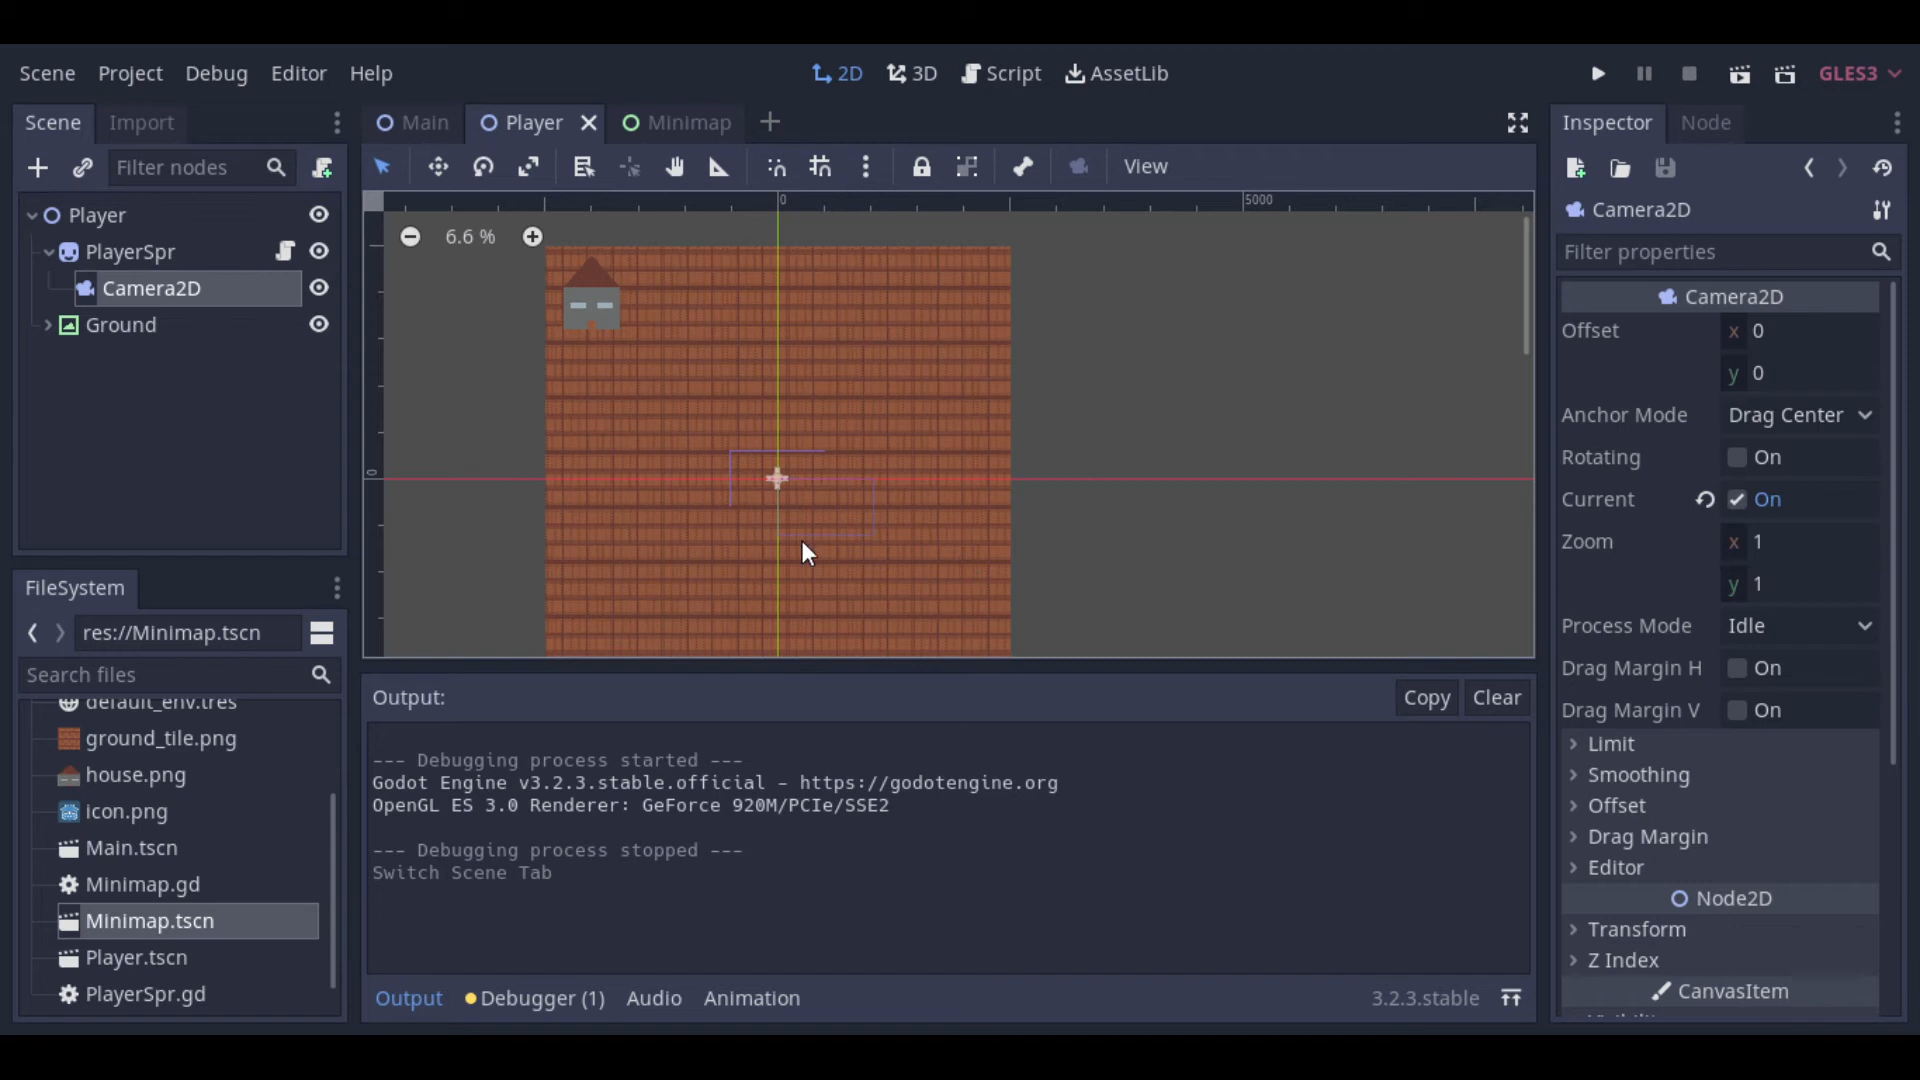 Scene Project Debug Editor Help
2D 3D Script AssetLib
GLES3
Scene Import
Main Player Minimap
Inspector Node
Filter nodes
View
Player
PlayerSpr
Camera2D
Ground
0 5000
0
6.6 %
FileSystem
res://Minimap.tscn
Search files
default_env.tres
ground_tile.png
house.png
icon.png
Main.tscn
Minimap.gd
Minimap.tscn
Player.tscn
PlayerSpr.gd
Output:
Copy Clear
--- Debugging process started ---
Godot Engine v3.2.3.stable.official - https://godotengine.org
OpenGL ES 3.0 Renderer: GeForce 920M/PCIe/SSE2
--- Debugging process stopped ---
Switch Scene Tab
Output Debugger (1) Audio Animation
3.2.3.stable
Camera2D
Filter properties
Camera2D
Offset x 0
y 0
Anchor Mode Drag Center
Rotating On
Current On
Zoom x 1
y 1
Process Mode Idle
Drag Margin H On
Drag Margin V On
Limit
Smoothing
Offset
Drag Margin
Editor
Node2D
Transform
Z Index
CanvasItem